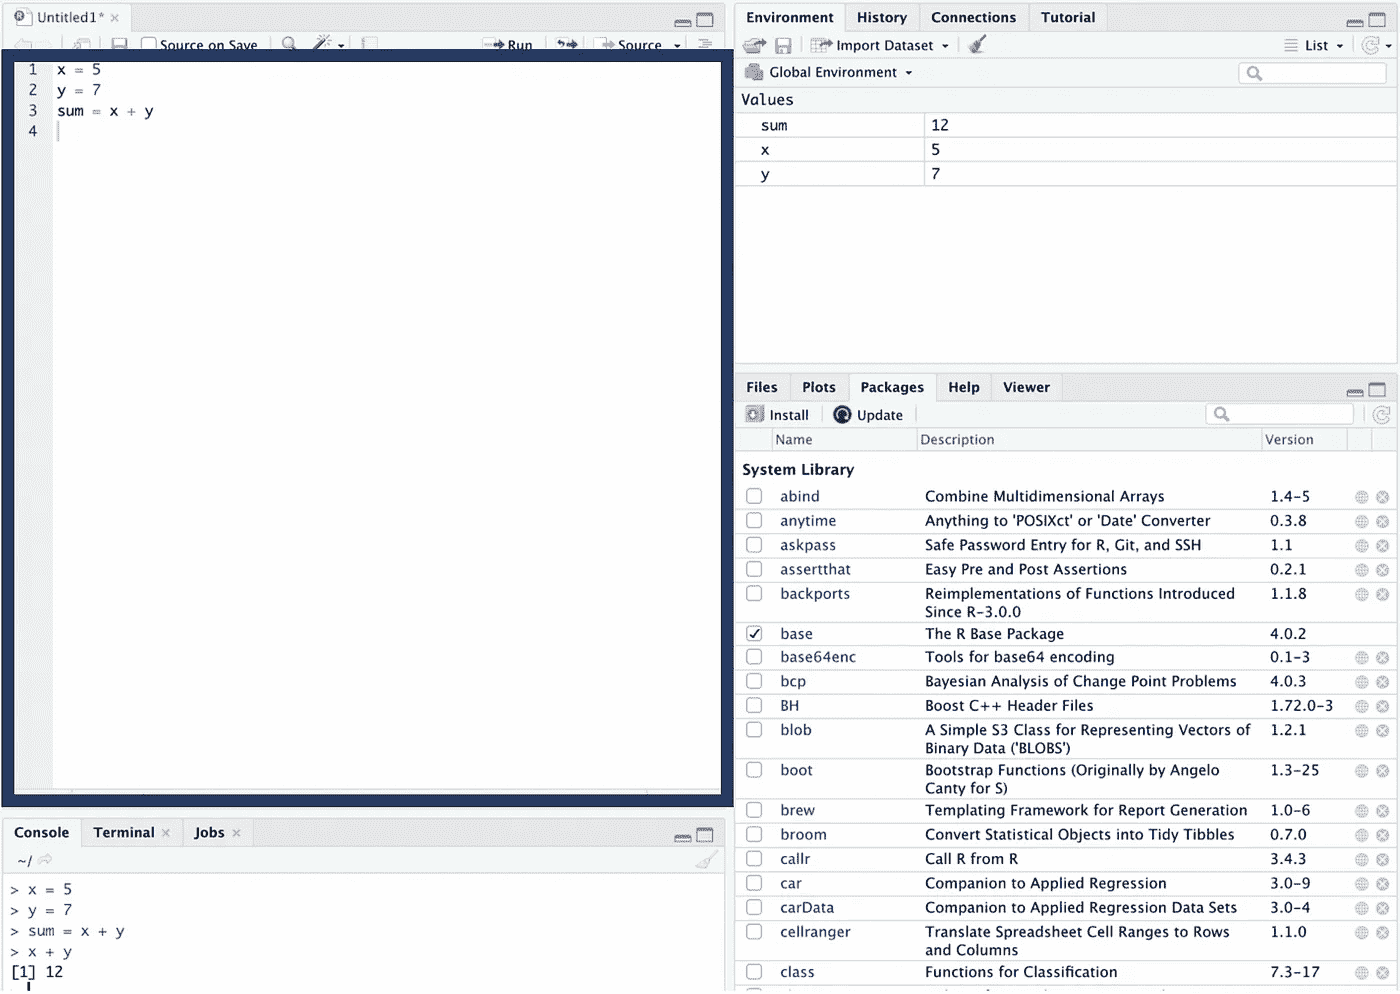 Untitled1*
Source on Save Run Source
1 x = 5
2 y = 7
3 sum = x + y
4
Console Terminal Jobs
~/
> x = 5
> y = 7
> sum = x + y
> x + y
[1] 12
Environment History Connections Tutorial
Import Dataset List
Global Environment
Values
sum 12
x 5
y 7
Files Plots Packages Help Viewer
Install Update
Name Description Version
System Library
abind Combine Multidimensional Arrays 1.4-5
anytime Anything to 'POSIXct' or 'Date' Converter 0.3.8
askpass Safe Password Entry for R, Git, and SSH 1.1
assertthat Easy Pre and Post Assertions 0.2.1
backports Reimplementations of Functions Introduced 1.1.8
Since R-3.0.0
base The R Base Package 4.0.2
base64enc Tools for base64 encoding 0.1-3
bcp Bayesian Analysis of Change Point Problems 4.0.3
BH Boost C++ Header Files 1.72.0-3
blob A Simple S3 Class for Representing Vectors of 1.2.1
Binary Data ('BLOBS')
boot Bootstrap Functions (Originally by Angelo 1.3-25
Canty for S)
brew Templating Framework for Report Generation 1.0-6
broom Convert Statistical Objects into Tidy Tibbles 0.7.0
callr Call R from R 3.4.3
car Companion to Applied Regression 3.0-9
carData Companion to Applied Regression Data Sets 3.0-4
cellranger Translate Spreadsheet Cell Ranges to Rows 1.1.0
and Columns
class Functions for Classification 7.3-17